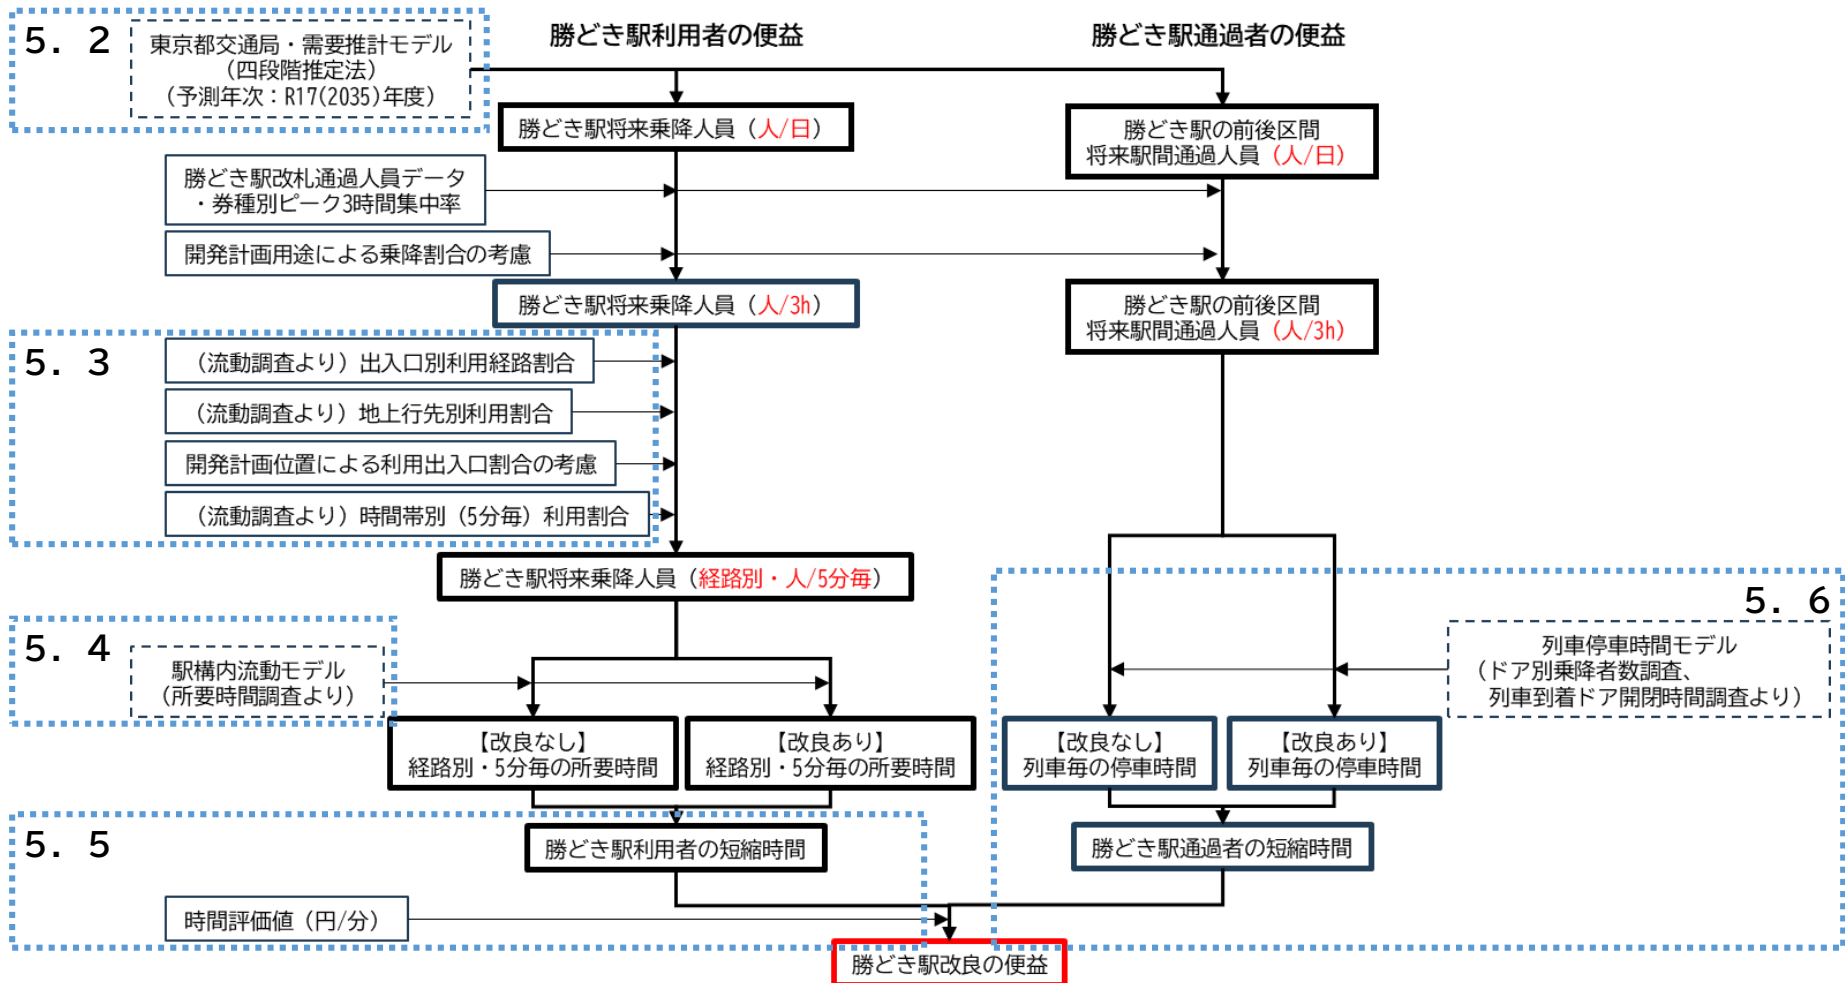 5．2
東京都交通局・需要推計モデル
（四段階推定法）
（予測年次：R17(2035)年度）
勝どき駅利用者の便益
勝どき駅通過者の便益
勝どき駅将来乗降人員（人/日）
勝どき駅の前後区間
将来駅間通過人員（人/日）
勝どき駅改札通過人員データ
・券種別ピーク3時間集中率
開発計画用途による乗降割合の考慮
勝どき駅将来乗降人員（人/3h）
勝どき駅の前後区間
将来駅間通過人員（人/3h）
5．3
（流動調査より）出入口別利用経路割合
（流動調査より）地上行先別利用割合
開発計画位置による利用出入口割合の考慮
（流動調査より）時間帯別（5分毎）利用割合
勝どき駅将来乗降人員（経路別・人/5分毎）
5．4
駅構内流動モデル
（所要時間調査より）
5．6
列車停車時間モデル
（ドア別乗降者数調査、
列車到着ドア開閉時間調査より）
【改良なし】
経路別・5分毎の所要時間
【改良あり】
経路別・5分毎の所要時間
【改良なし】
列車毎の停車時間
【改良あり】
列車毎の停車時間
5．5
勝どき駅利用者の短縮時間
勝どき駅通過者の短縮時間
時間評価値（円/分）
勝どき駅改良の便益